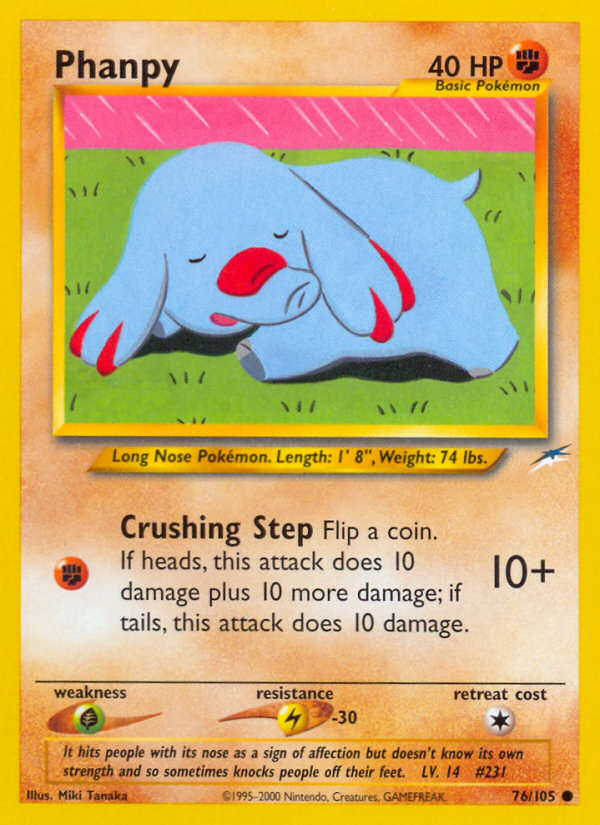 Phanpy
40 HP
Basic Pokémon
Long Nose Pokémon. Length: 1' 8", Weight: 74 lbs.
Crushing Step Flip a coin.
If heads, this attack does 10
damage plus 10 more damage; if
tails, this attack does 10 damage.
10+
weakness
resistance
retreat cost
-30
It hits people with its nose as a sign of affection but doesn't know its own
strength and so sometimes knocks people off their feet. LV. 14 #231
Illus. Miki Tanaka
©1995-2000 Nintendo, Creatures, GAMEFREAK.
76/105